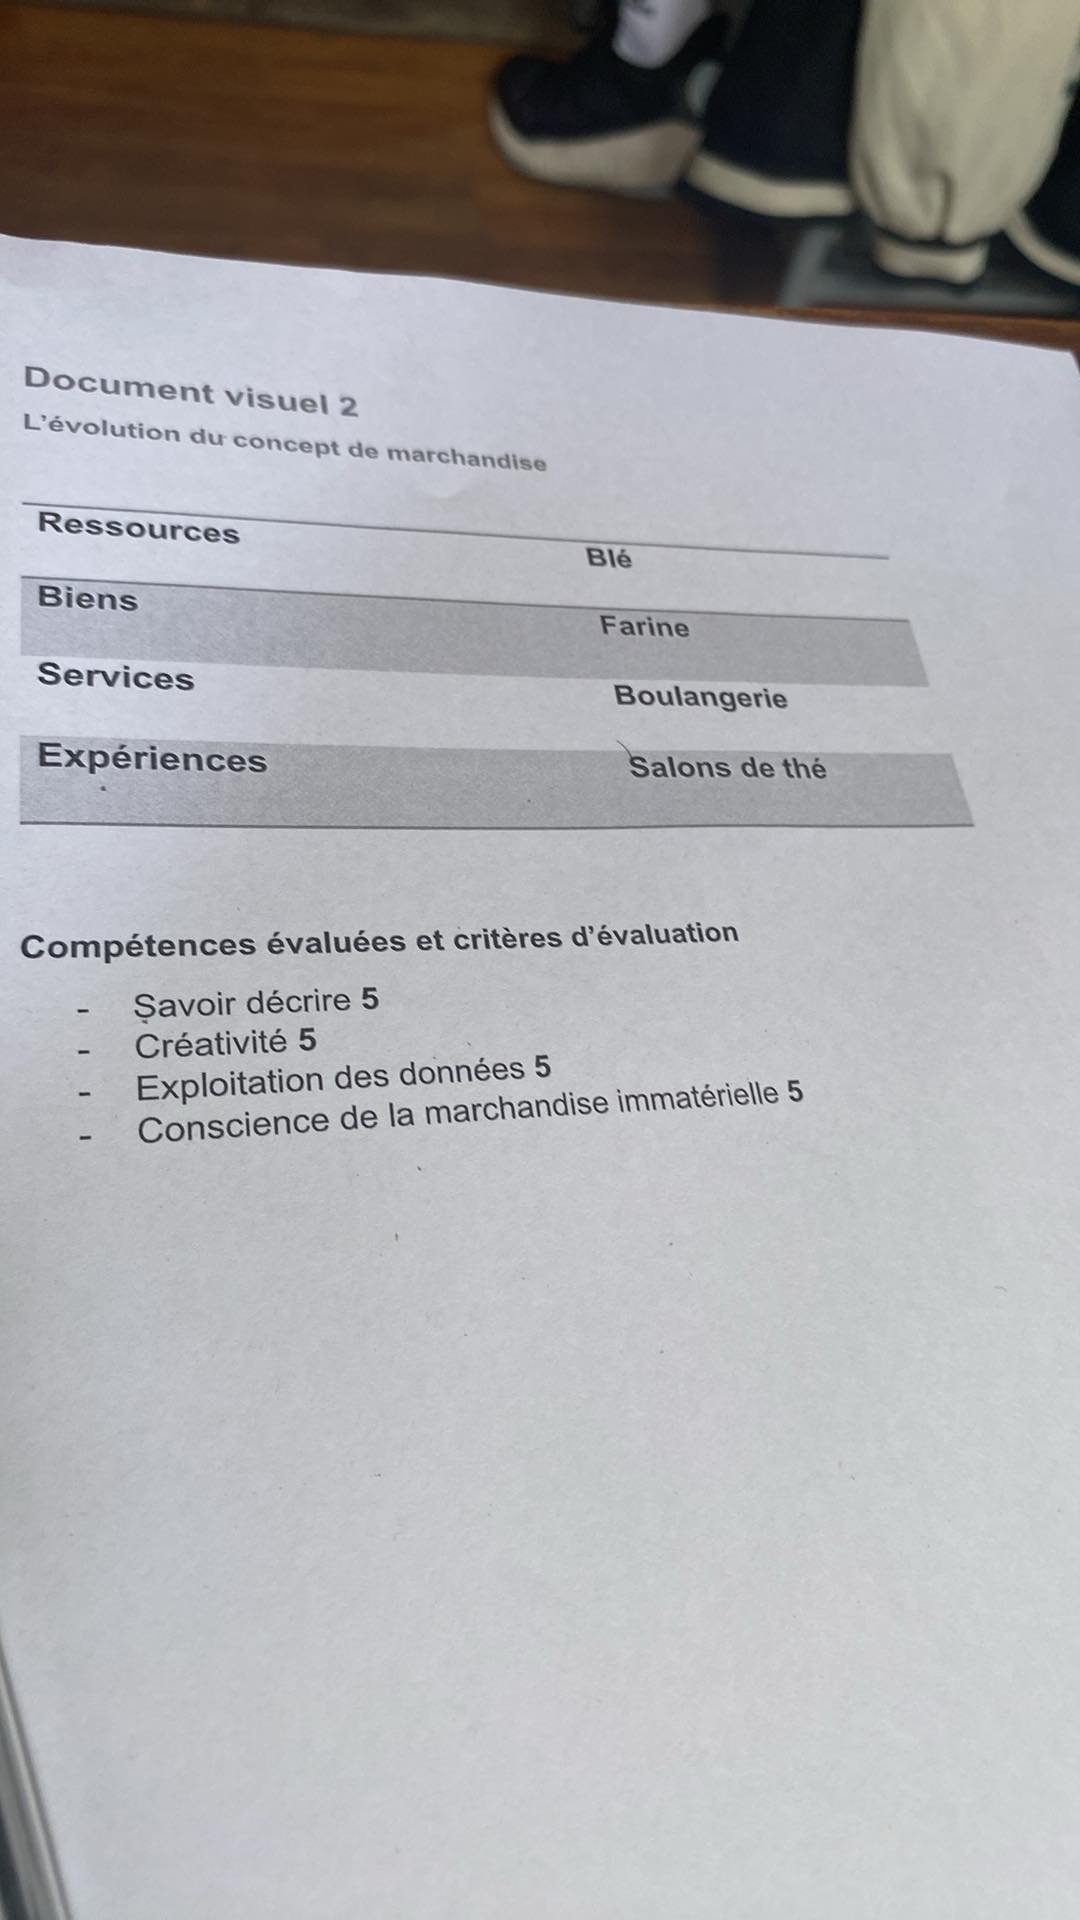 Document visuel 2
L'évolution du concept de marchandise
Ressources Blé
Biens Farine
Services Boulangerie
Expériences Salons de thé
Compétences évaluées et critères d'évaluation
- Savoir décrire 5
- Créativité 5
- Exploitation des données 5
- Conscience de la marchandise immatérielle 5